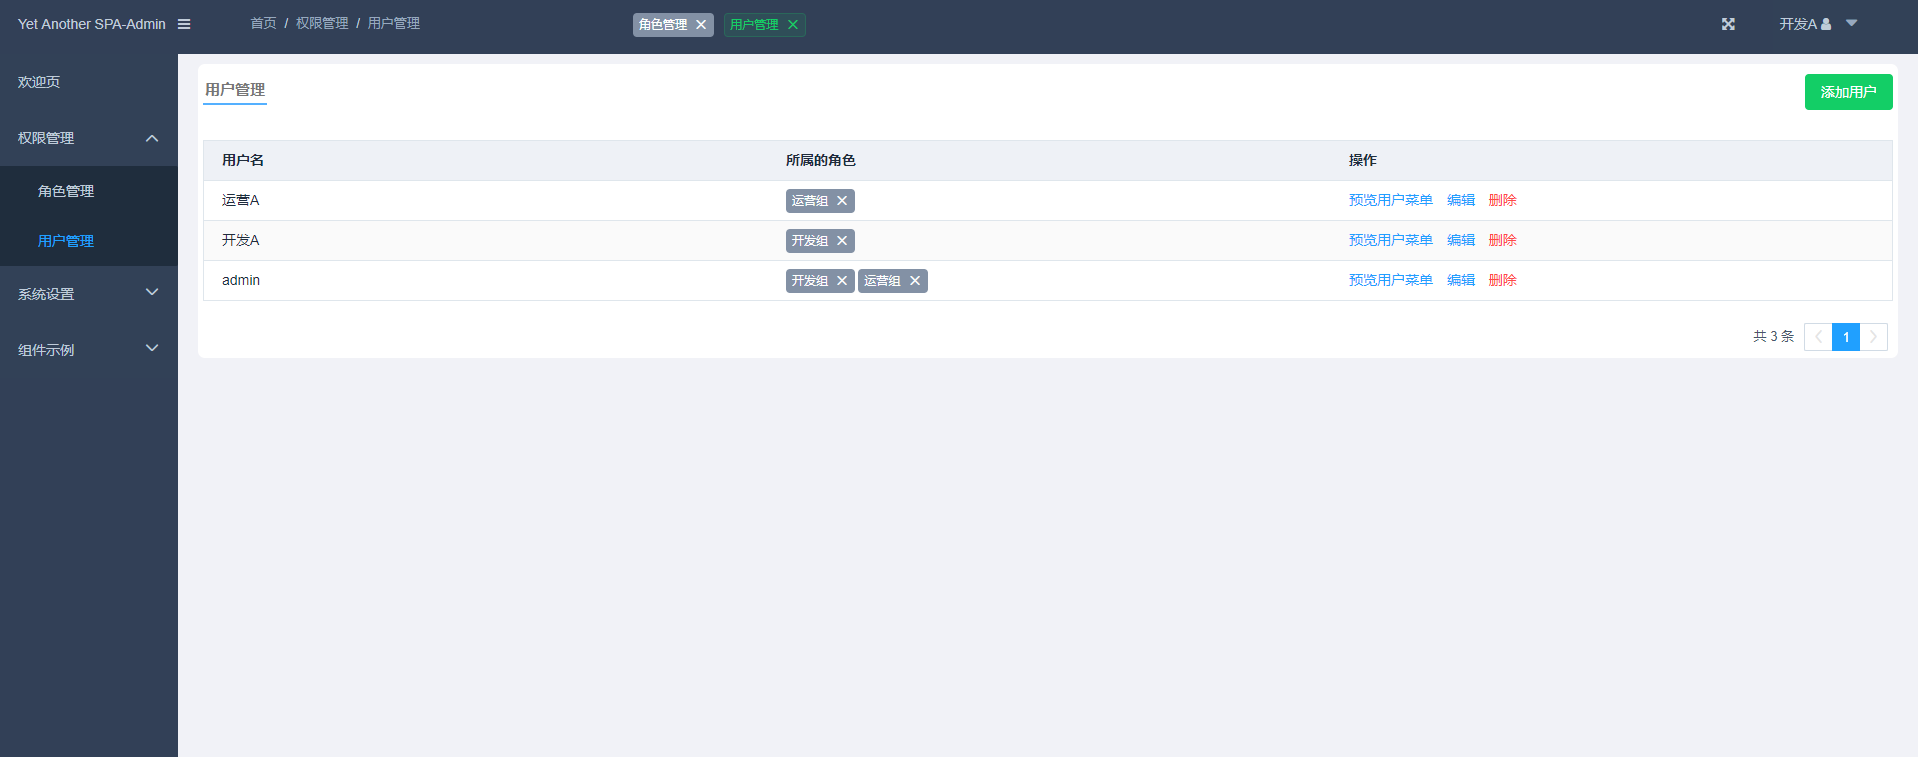 Yet Another SPA-Admin
首页 / 权限管理 / 用户管理
角色管理
用户管理
开发A
欢迎页
权限管理
角色管理
用户管理
系统设置
组件示例
用户管理
添加用户
用户名 所属的角色 操作
运营A 运营组 预览用户菜单 编辑 删除
开发A 开发组 预览用户菜单 编辑 删除
admin 开发组 运营组 预览用户菜单 编辑 删除
共 3 条 1